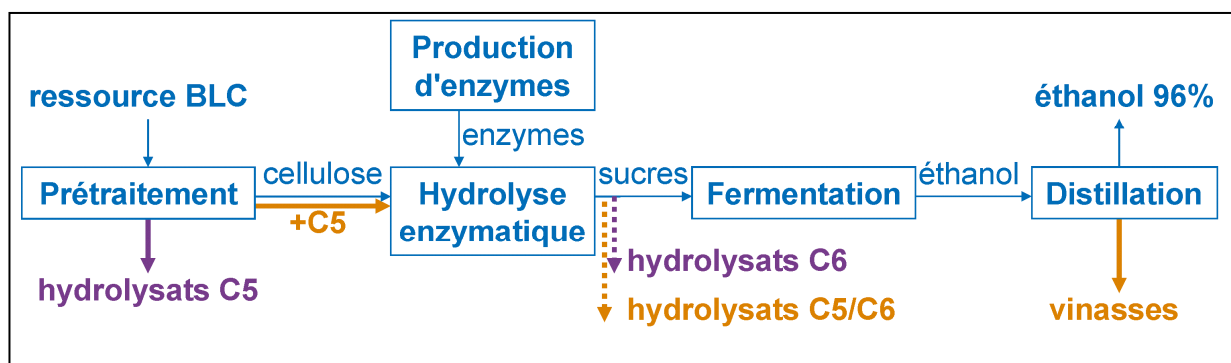 Production
d'enzymes
ressource BLC
éthanol 96%
enzymes
cellulose
sucres
éthanol
Prétraitement
Hydrolyse
enzymatique
Fermentation
Distillation
+C5
hydrolysats C5
hydrolysats C6
hydrolysats C5/C6
vinasses